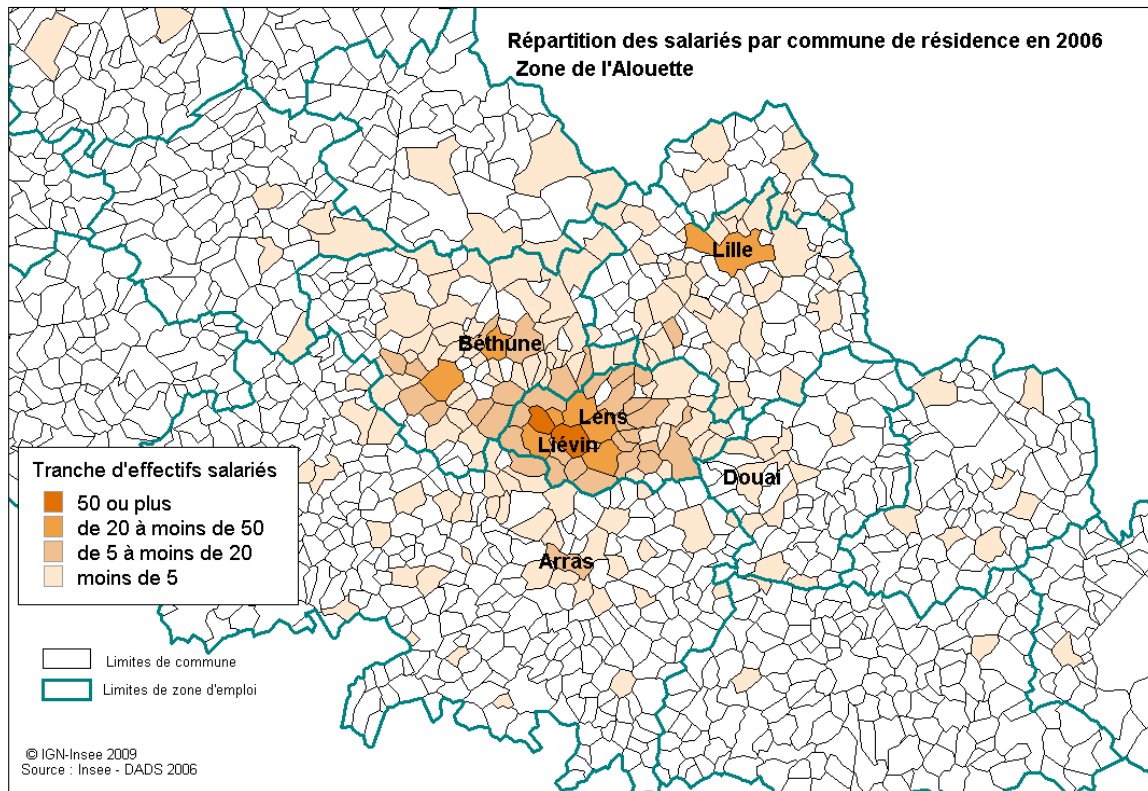 Répartition des salariés par commune de résidence en 2006
Zone de l'Alouette
Lille
Béthune
Lens
Liévin
Douai
Arras
Tranche d'effectifs salariés
50 ou plus
de 20 à moins de 50
de 5 à moins de 20
moins de 5
Limites de commune
Limites de zone d'emploi
© IGN-Insee 2009
Source : Insee - DADS 2006